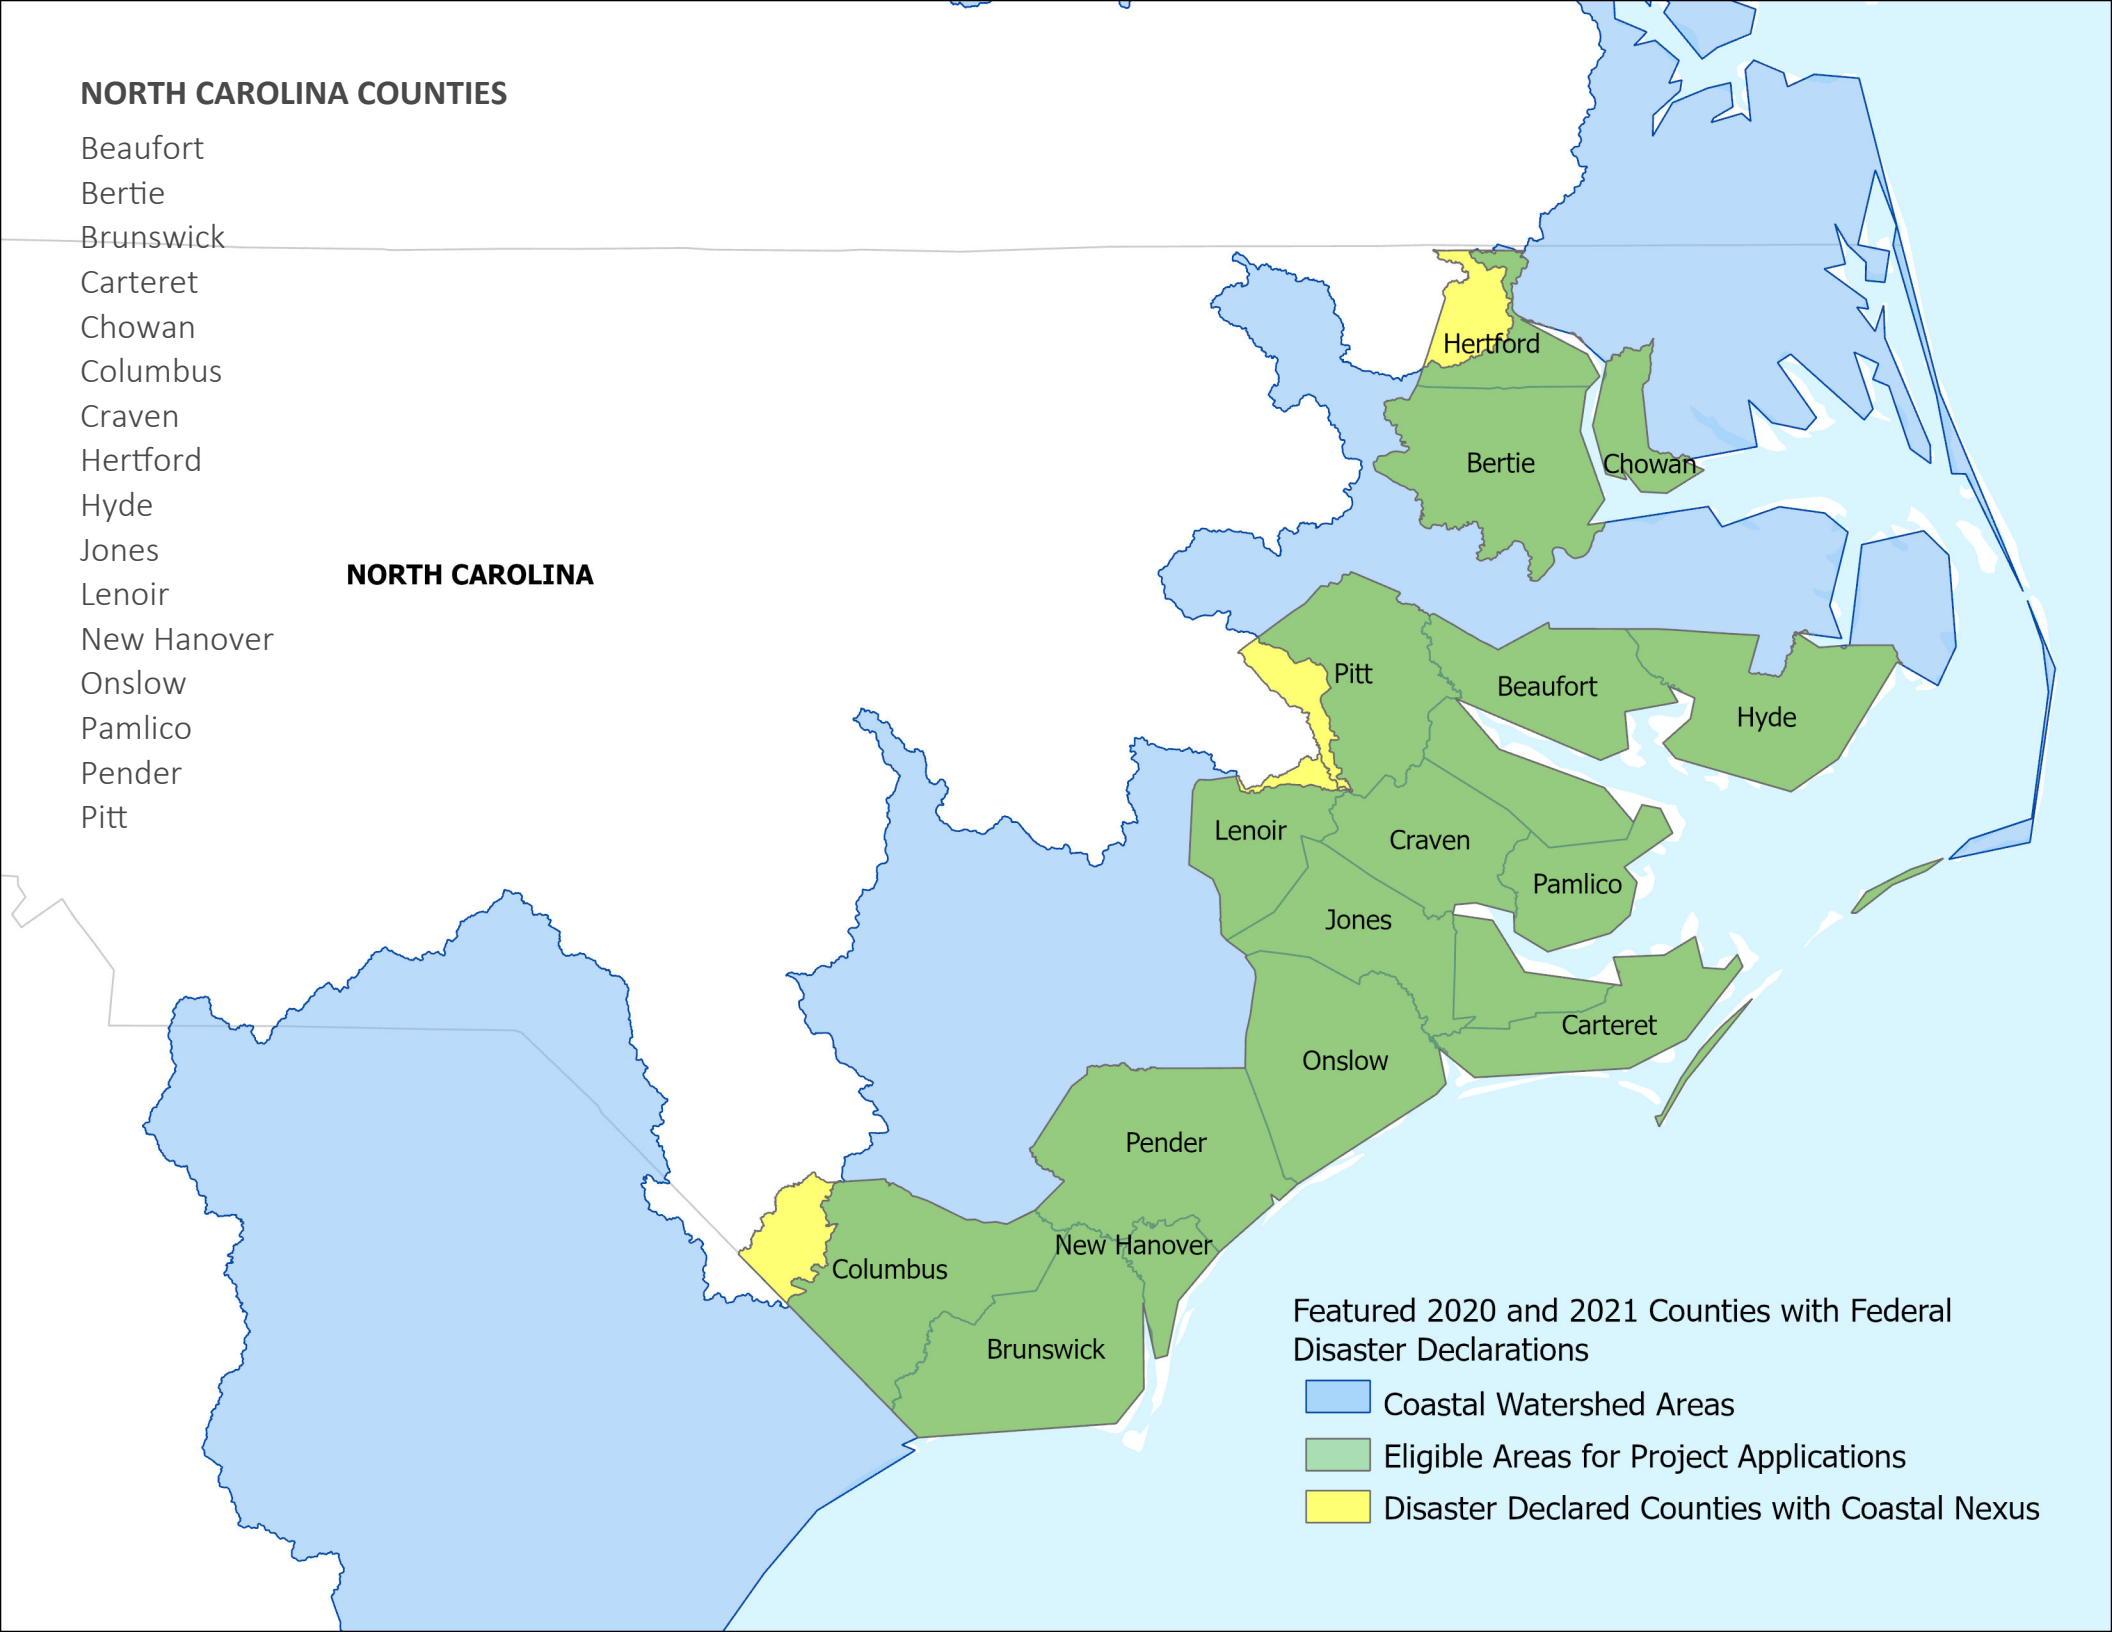 NORTH CAROLINA COUNTIES
Beaufort
Bertie
Brunswick
Carteret
Chowan
Columbus
Craven
Hertford
Hyde
Jones
Lenoir
New Hanover
Onslow
Pamlico
Pender
Pitt
NORTH CAROLINA
Hertford
Bertie
Chowan
Pitt
Beaufort
Hyde
Lenoir
Craven
Pamlico
Jones
Carteret
Onslow
Pender
New Hanover
Columbus
Brunswick
Featured 2020 and 2021 Counties with Federal
Disaster Declarations
Coastal Watershed Areas
Eligible Areas for Project Applications
Disaster Declared Counties with Coastal Nexus